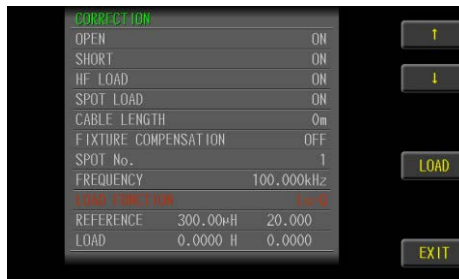 CORRECTION
OPEN ON
SHORT ON
HF LOAD ON
SPOT LOAD ON
CABLE LENGTH 0m
FIXTURE COMPENSATION OFF
SPOT No. 1
FREQUENCY 100.000kHz
LOAD FUNCTION
REFERENCE 300.00μH 20.000
LOAD 0.0000 H 0.0000
↑
↓
LOAD
EXIT